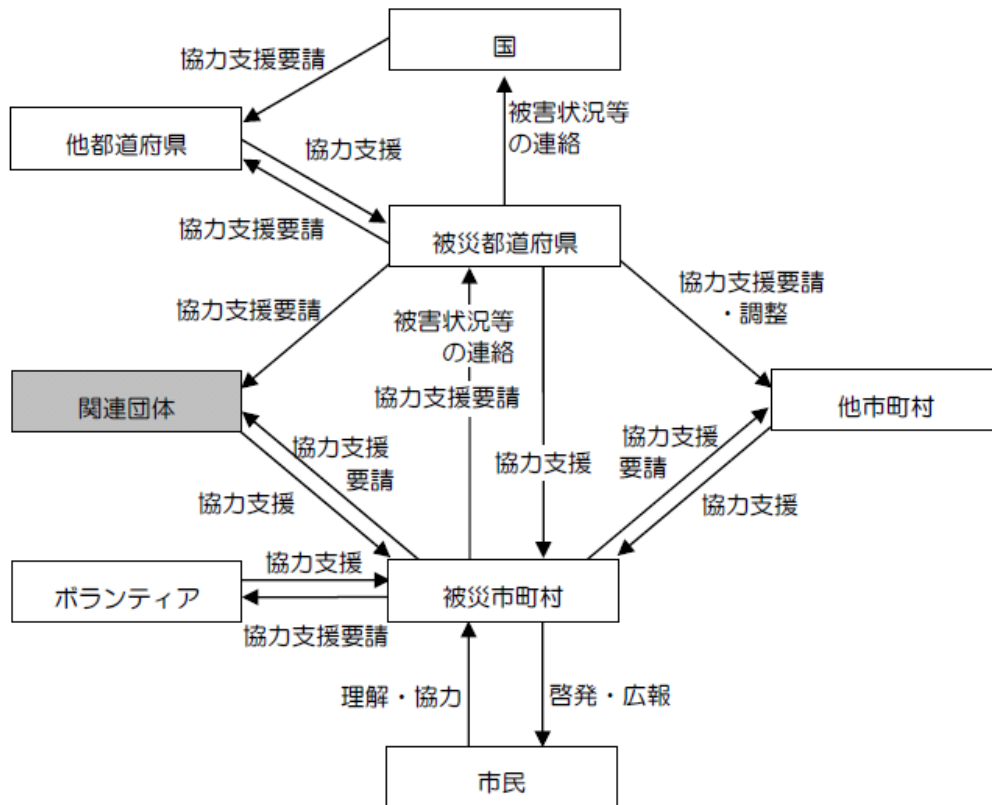 国
協力支援要請
被害状況等
の連絡
他都道府県
協力支援
協力支援要請
被災都道府県
協力支援要請
被害状況等
の連絡
協力支援要請
・調整
関連団体
協力支援要請
他市町村
協力支援
要請
協力支援
協力支援
要請
協力支援
協力支援
ボランティア
協力支援
被災市町村
協力支援要請
理解・協力
啓発・広報
市民